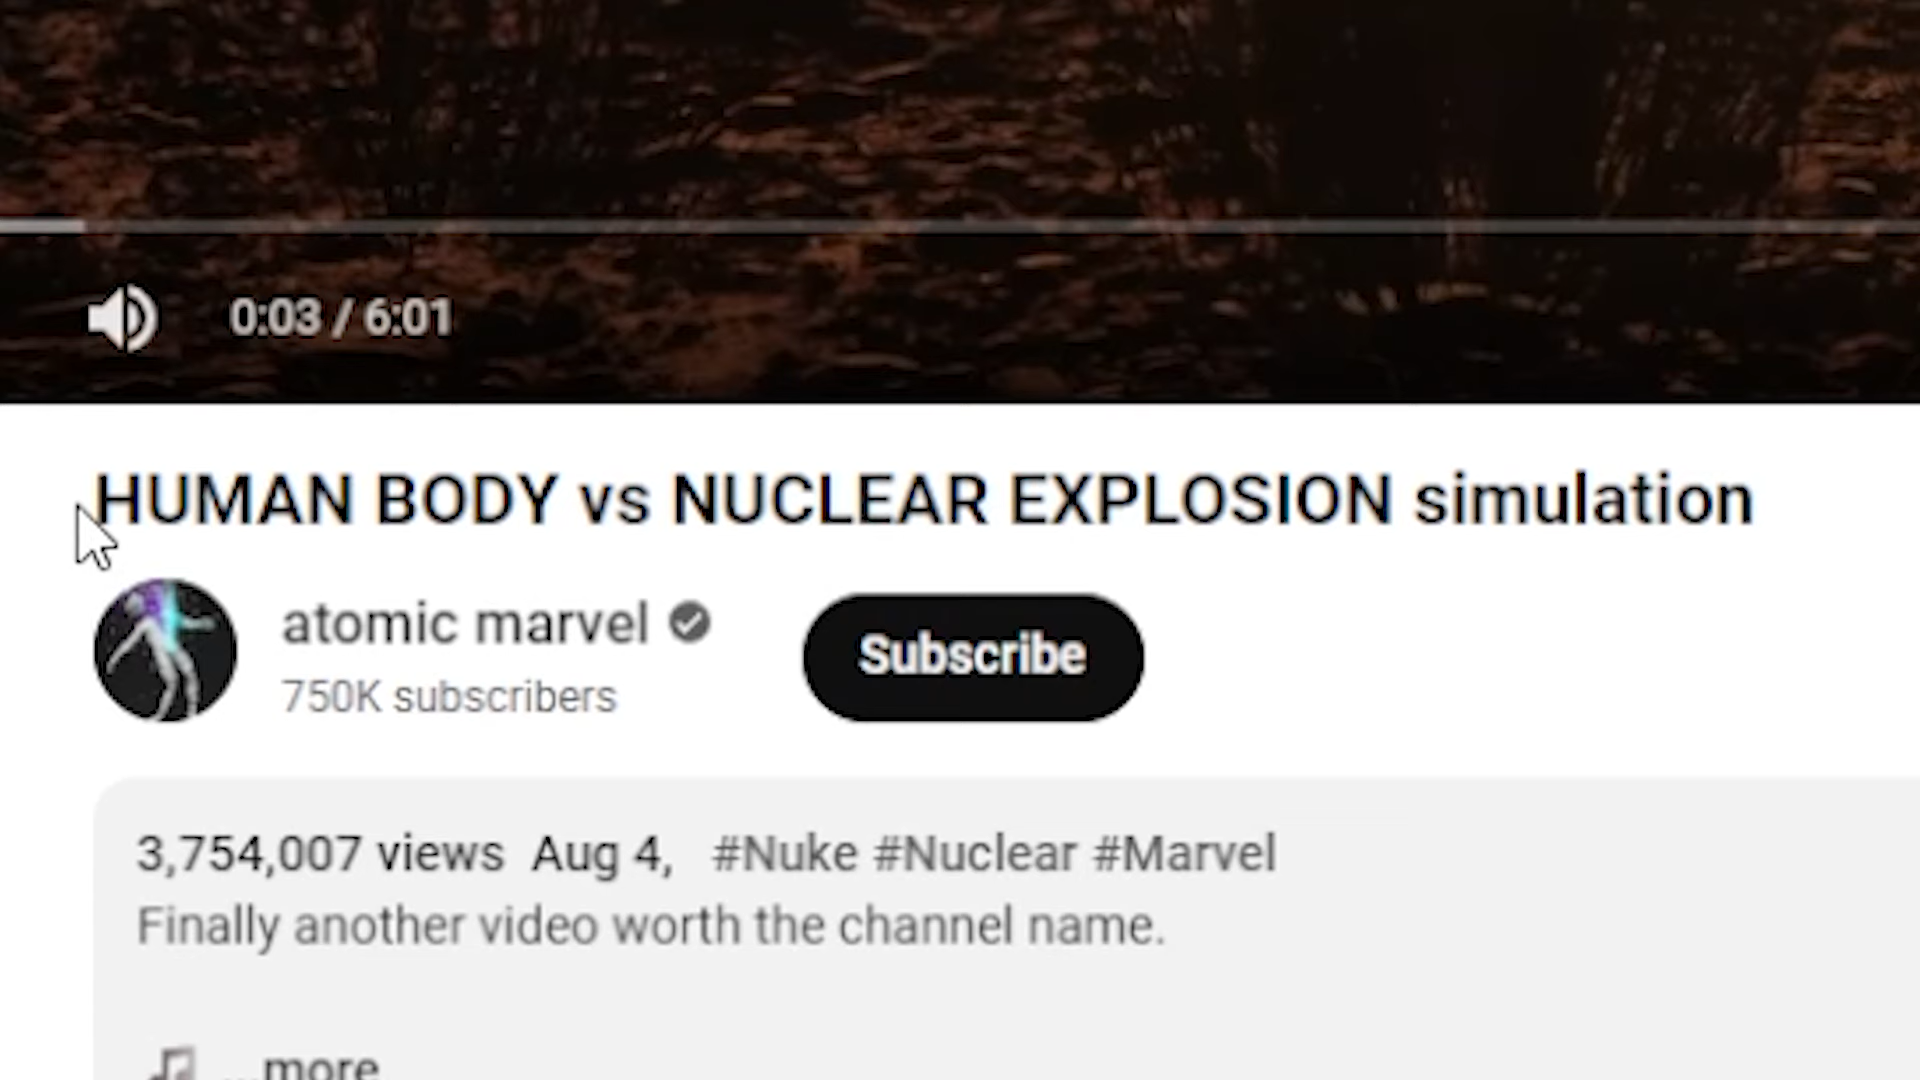 0:03 / 6:01
HUMAN BODY vs NUCLEAR EXPLOSION simulation
atomic marvel
Subscribe
750K subscribers
3,754,007 views Aug 4, #Nuke #Nuclear #Marvel
Finally another video worth the channel name.
...more